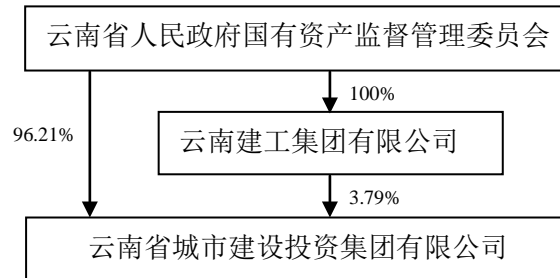 云南省人民政府国有资产监督管理委员会
100%
96.21%
云南建工集团有限公司
3.79%
云南省城市建设投资集团有限公司